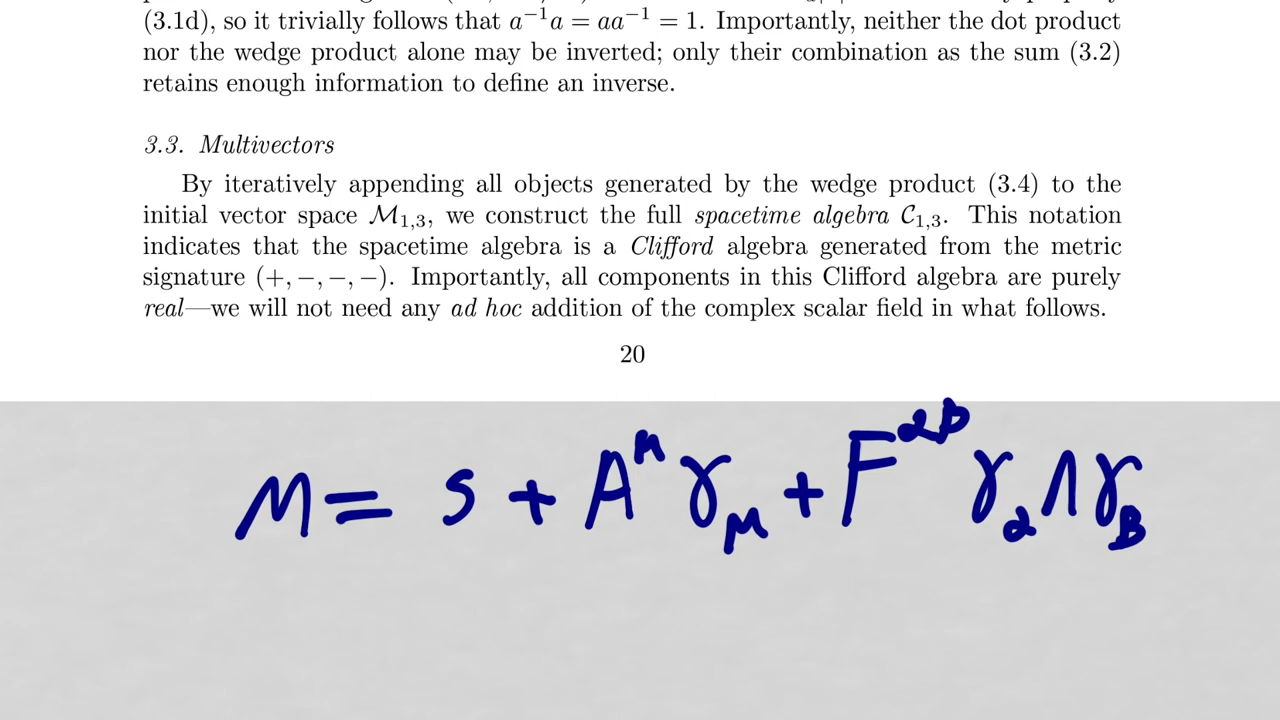 (3.1d), so it trivially follows that a⁻¹a = aa⁻¹ = 1. Importantly, neither the dot product
nor the wedge product alone may be inverted; only their combination as the sum (3.2)
retains enough information to define an inverse.
3.3. Multivectors
By iteratively appending all objects generated by the wedge product (3.4) to the
initial vector space M₁,₃, we construct the full spacetime algebra C₁,₃. This notation
indicates that the spacetime algebra is a Clifford algebra generated from the metric
signature (+, −, −, −). Importantly, all components in this Clifford algebra are purely
real—we will not need any ad hoc addition of the complex scalar field in what follows.
20
M = s + A^μ γ_μ + F^{αβ} γ_α ∧ γ_β